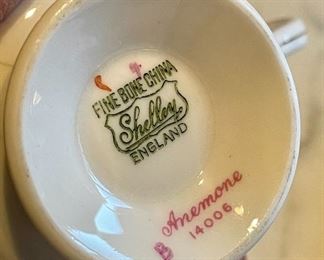 FINE BONE CHINA
Shelley
ENGLAND
Anemone
14006
B